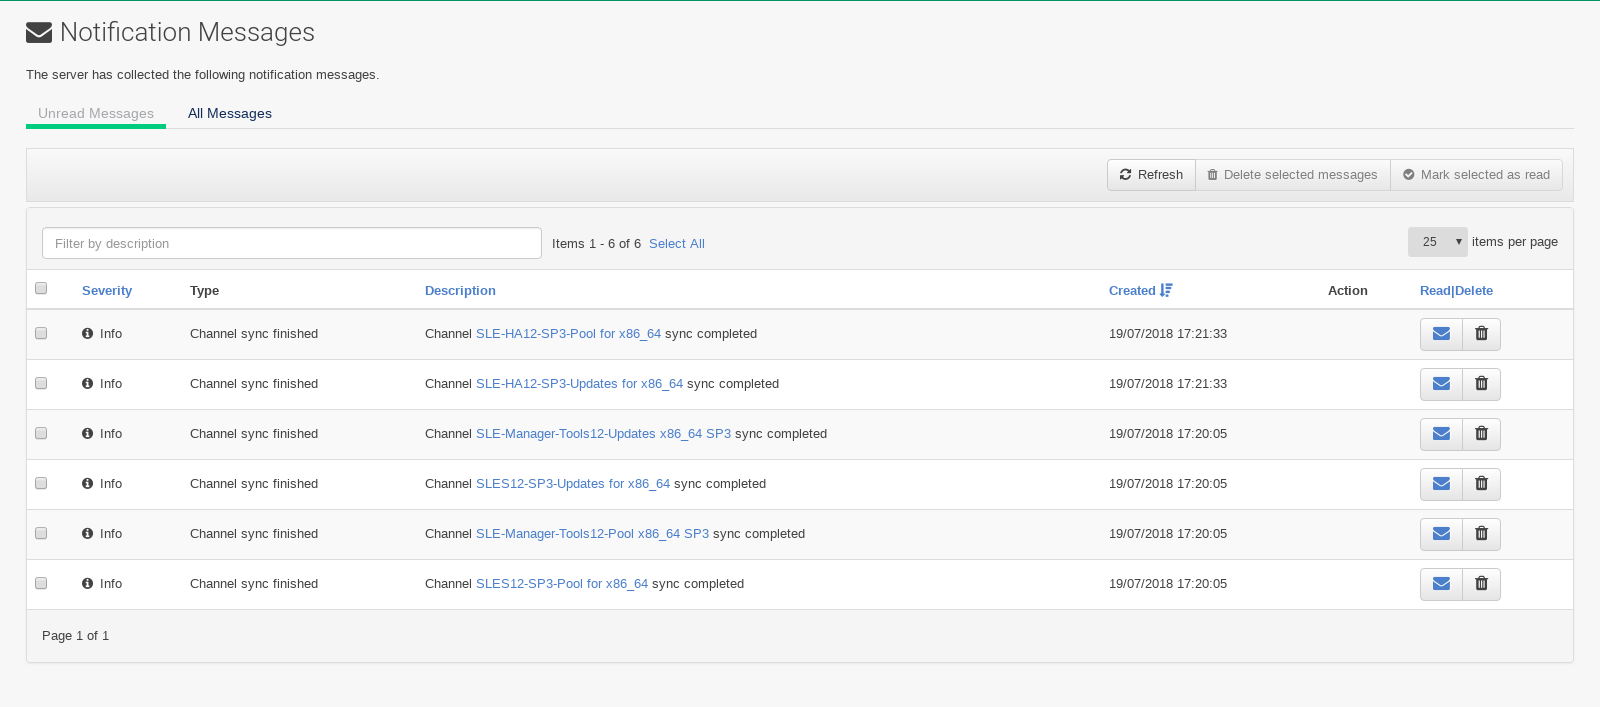 Notification Messages
The server has collected the following notification messages.
Unread Messages All Messages
Refresh Delete selected messages Mark selected as read
Filter by description Items 1 - 6 of 6 Select All 25 items per page
Severity Type Description Created Action Read|Delete
Info Channel sync finished Channel SLE-HA12-SP3-Pool for x86_64 sync completed 19/07/2018 17:21:33
Info Channel sync finished Channel SLE-HA12-SP3-Updates for x86_64 sync completed 19/07/2018 17:21:33
Info Channel sync finished Channel SLE-Manager-Tools12-Updates x86_64 SP3 sync completed 19/07/2018 17:20:05
Info Channel sync finished Channel SLES12-SP3-Updates for x86_64 sync completed 19/07/2018 17:20:05
Info Channel sync finished Channel SLE-Manager-Tools12-Pool x86_64 SP3 sync completed 19/07/2018 17:20:05
Info Channel sync finished Channel SLES12-SP3-Pool for x86_64 sync completed 19/07/2018 17:20:05
Page 1 of 1